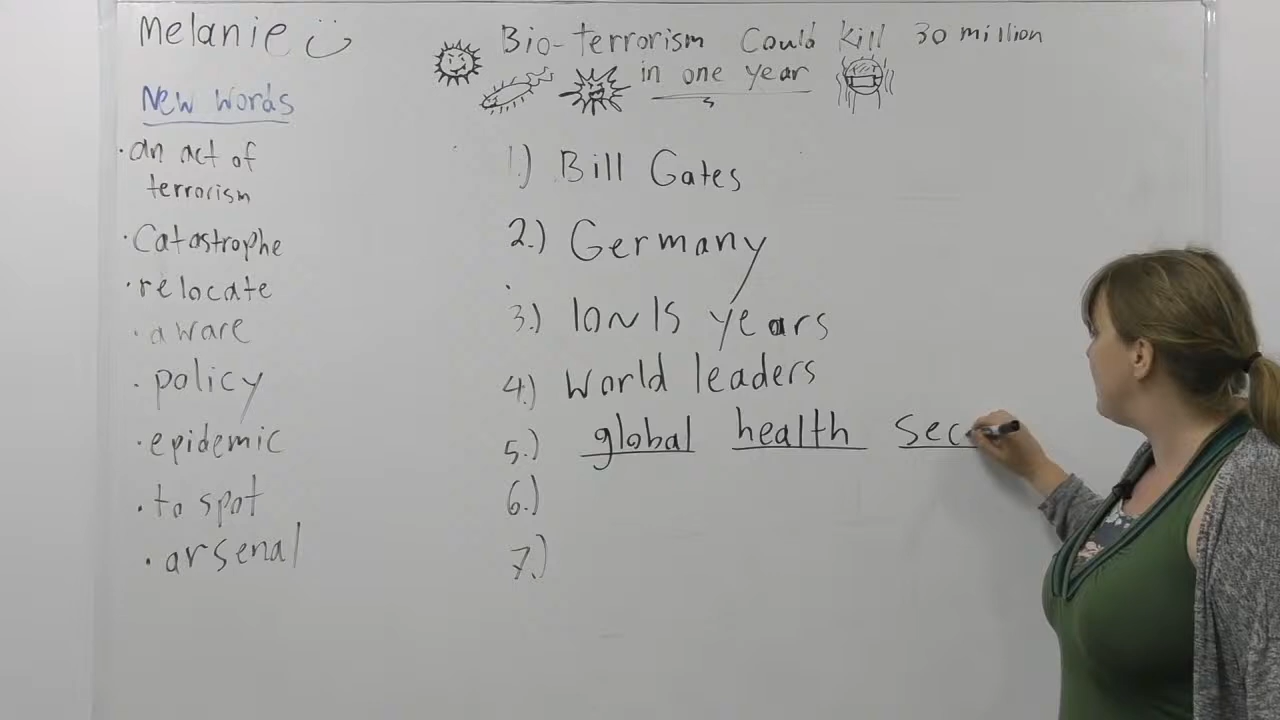 Melanie
New words
• an act of
terrorism
• Catastrophe
• relocate
• aware
• policy
• epidemic
• to spot
• arsenal
Bio-terrorism Could kill 30 million
in one year
1.) Bill Gates
2.) Germany
3.) 10~15 years
4.) World leaders
5.) global health sec
6.)
7.)